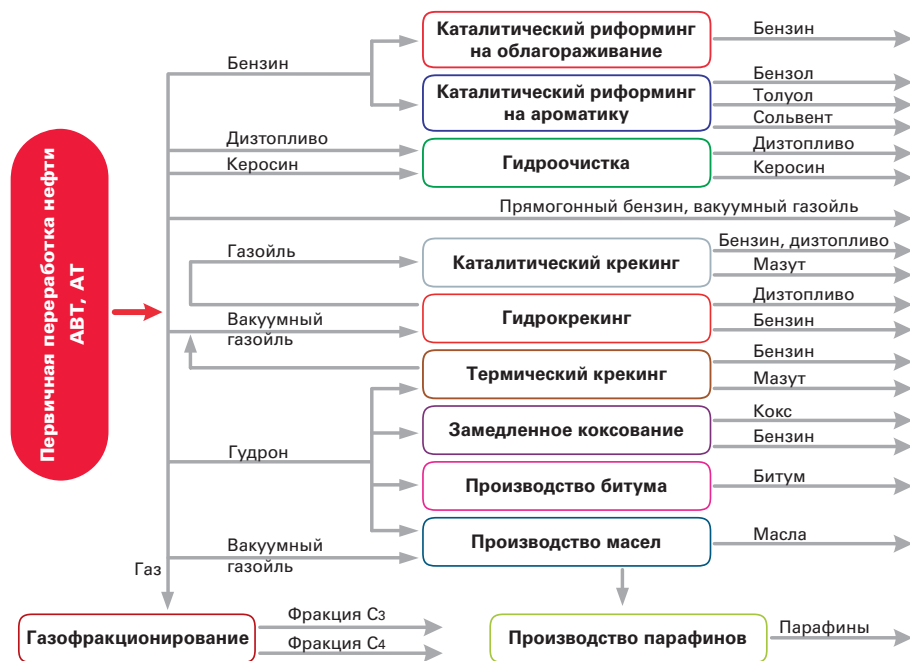 Первичная переработка нефти
АВТ, АТ
Бензин
Каталитический риформинг
на облагораживание
Бензин
Каталитический риформинг
на ароматику
Бензол
Толуол
Сольвент
Дизтопливо
Керосин
Гидроочистка
Дизтопливо
Керосин
Прямогонный бензин, вакуумный газойль
Газойль
Каталитический крекинг
Бензин, дизтопливо
Мазут
Вакуумный
газойль
Гидрокрекинг
Дизтопливо
Бензин
Термический крекинг
Бензин
Мазут
Гудрон
Замедленное коксование
Кокс
Бензин
Производство битума
Битум
Вакуумный
газойль
Производство масел
Масла
Газ
Газофракционирование
Фракция С3
Фракция С4
Производство парафинов
Парафины